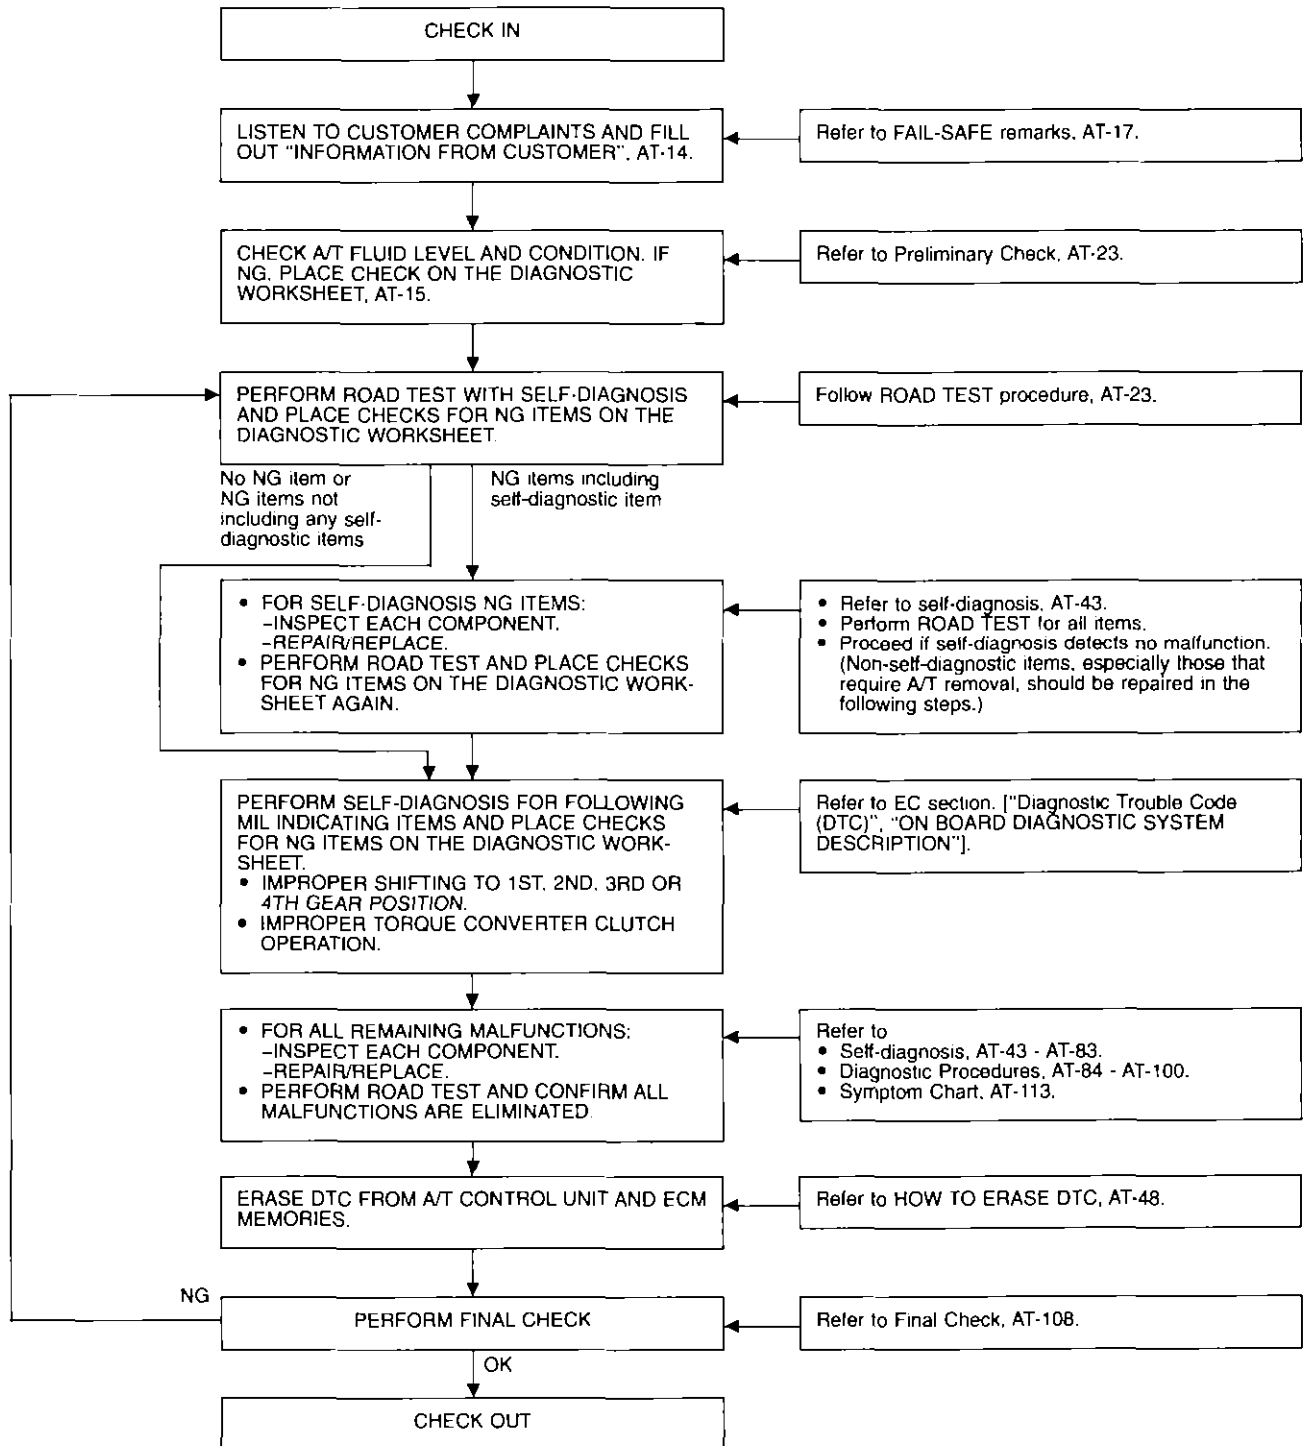 CHECK IN
LISTEN TO CUSTOMER COMPLAINTS AND FILL
OUT "INFORMATION FROM CUSTOMER", AT-14.
Refer to FAIL-SAFE remarks, AT-17.
CHECK A/T FLUID LEVEL AND CONDITION. IF
NG, PLACE CHECK ON THE DIAGNOSTIC
WORKSHEET, AT-15.
Refer to Preliminary Check, AT-23.
PERFORM ROAD TEST WITH SELF-DIAGNOSIS
AND PLACE CHECKS FOR NG ITEMS ON THE
DIAGNOSTIC WORKSHEET.
Follow ROAD TEST procedure, AT-23.
No NG item or
NG items not
including any self-
diagnostic items
NG items including
self-diagnostic item
• FOR SELF-DIAGNOSIS NG ITEMS:
–INSPECT EACH COMPONENT.
–REPAIR/REPLACE.
• PERFORM ROAD TEST AND PLACE CHECKS
FOR NG ITEMS ON THE DIAGNOSTIC WORK-
SHEET AGAIN.
• Refer to self-diagnosis, AT-43.
• Perform ROAD TEST for all items.
• Proceed if self-diagnosis detects no malfunction.
(Non-self-diagnostic items, especially those that
require A/T removal, should be repaired in the
following steps.)
PERFORM SELF-DIAGNOSIS FOR FOLLOWING
MIL INDICATING ITEMS AND PLACE CHECKS
FOR NG ITEMS ON THE DIAGNOSTIC WORK-
SHEET.
• IMPROPER SHIFTING TO 1ST, 2ND, 3RD OR
4TH GEAR POSITION.
• IMPROPER TORQUE CONVERTER CLUTCH
OPERATION.
Refer to EC section. ["Diagnostic Trouble Code
(DTC)", "ON BOARD DIAGNOSTIC SYSTEM
DESCRIPTION"].
• FOR ALL REMAINING MALFUNCTIONS:
–INSPECT EACH COMPONENT.
–REPAIR/REPLACE.
• PERFORM ROAD TEST AND CONFIRM ALL
MALFUNCTIONS ARE ELIMINATED.
Refer to
• Self-diagnosis, AT-43 - AT-83.
• Diagnostic Procedures, AT-84 - AT-100.
• Symptom Chart, AT-113.
ERASE DTC FROM A/T CONTROL UNIT AND ECM
MEMORIES.
Refer to HOW TO ERASE DTC, AT-48.
NG
PERFORM FINAL CHECK
Refer to Final Check, AT-108.
OK
CHECK OUT